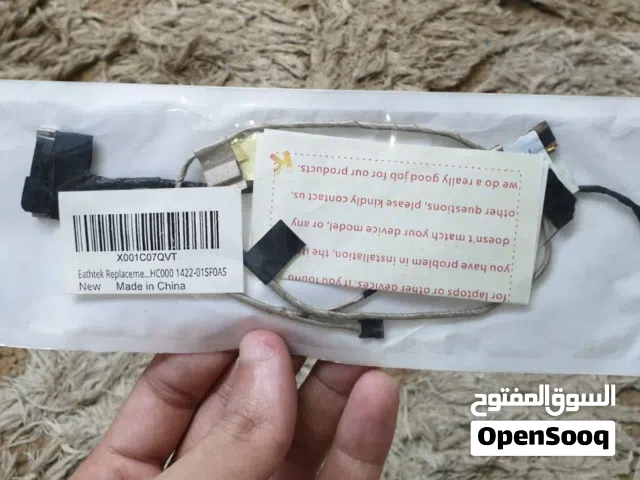 X001C07QVT
Eathtek Replaceme...HC000 1422-01SF0AS
New Made in China
for laptops or other devices. If you found
you have problem in installation, the it
doesn't match your device model, or any
other questions, please kindly contact us,
we do a really good job for our products.
السوق المفتوح
OpenSooq